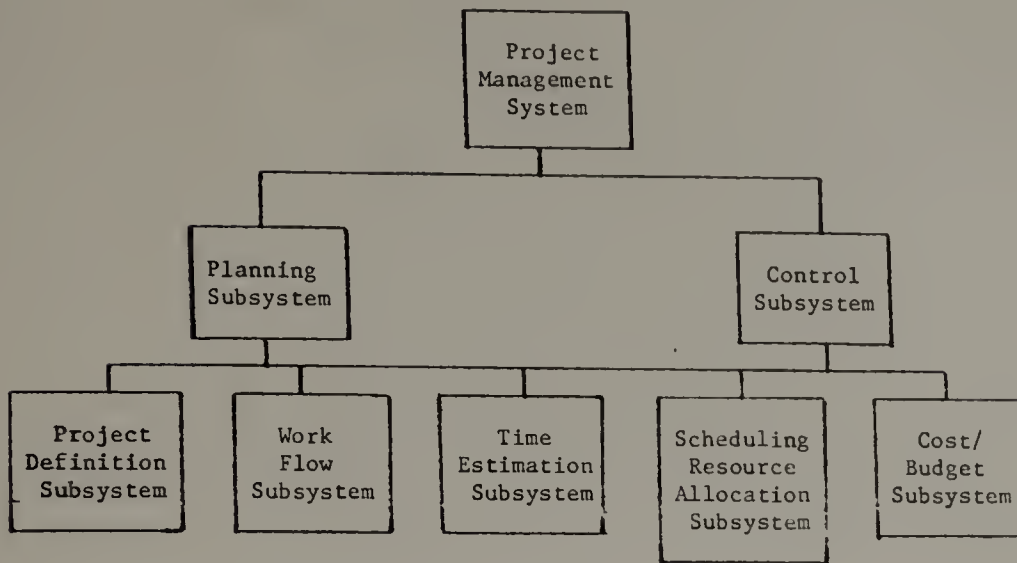 Project
Management
System
Planning
Subsystem
Control
Subsystem
Project
Definition
Subsystem
Work
Flow
Subsystem
Time
Estimation
Subsystem
Scheduling
Resource
Allocation
Subsystem
Cost/
Budget
Subsystem